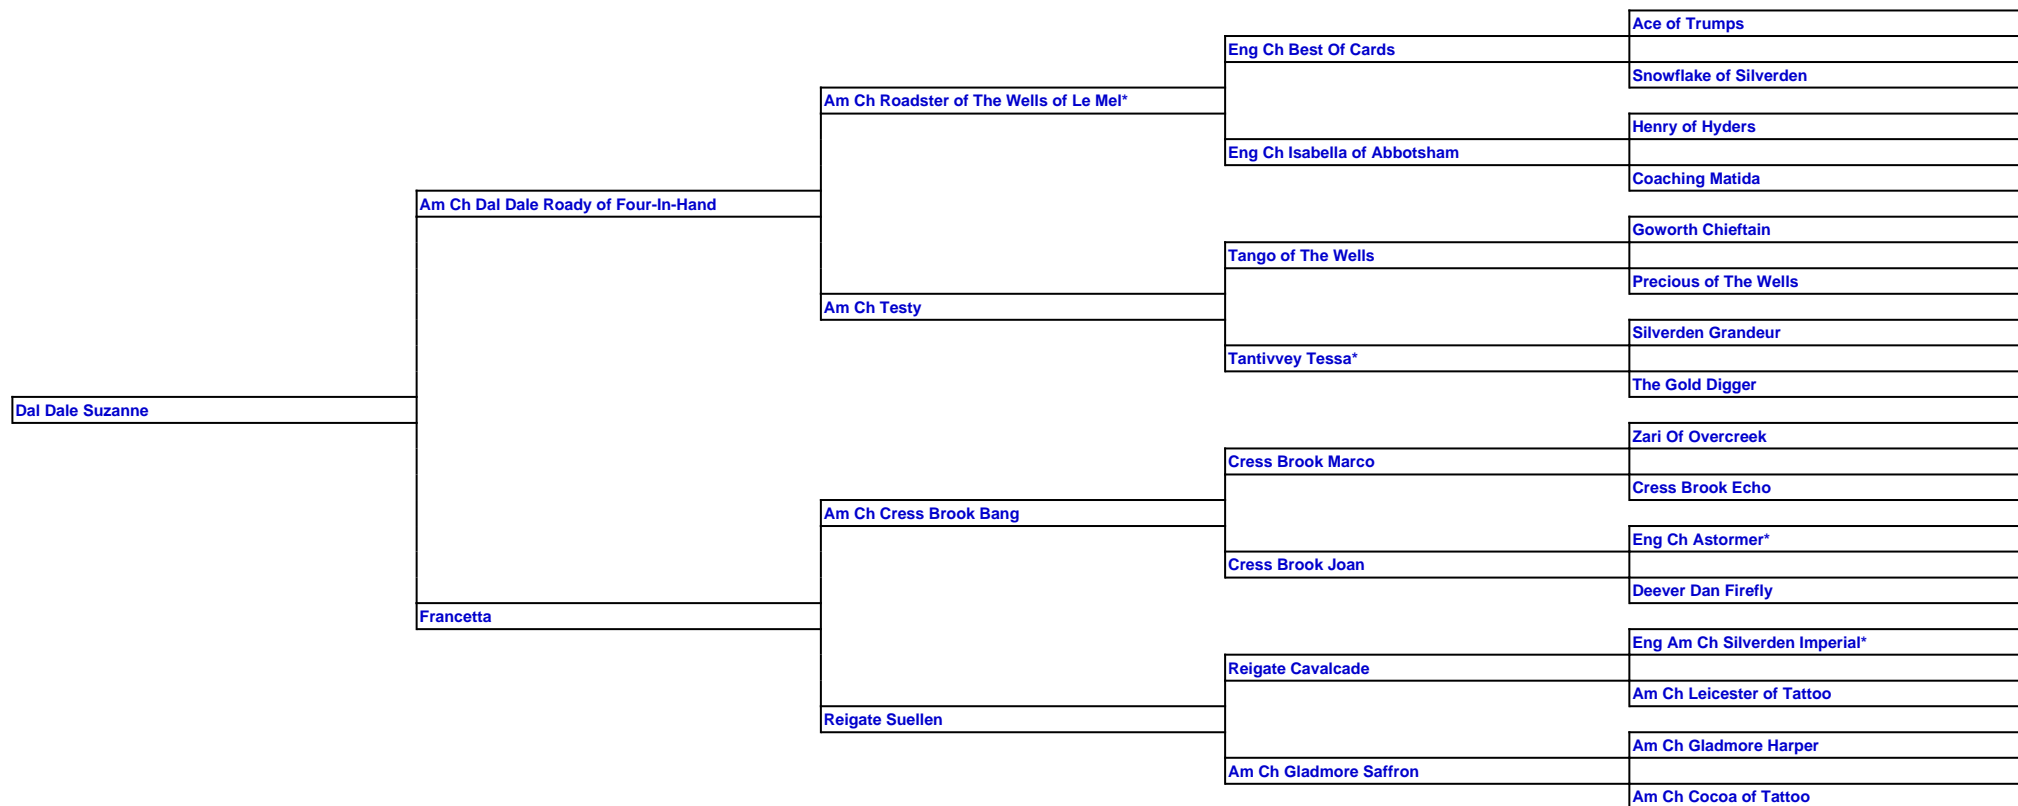 Ace of Trumps
Eng Ch Best Of Cards
Snowflake of Silverden
Am Ch Roadster of The Wells of Le Mel*
Henry of Hyders
Eng Ch Isabella of Abbotsham
Coaching Matida
Am Ch Dal Dale Roady of Four-In-Hand
Goworth Chieftain
Tango of The Wells
Precious of The Wells
Am Ch Testy
Silverden Grandeur
Tantivvey Tessa*
The Gold Digger
Dal Dale Suzanne
Zari Of Overcreek
Cress Brook Marco
Cress Brook Echo
Am Ch Cress Brook Bang
Eng Ch Astormer*
Cress Brook Joan
Deever Dan Firefly
Francetta
Eng Am Ch Silverden Imperial*
Reigate Cavalcade
Am Ch Leicester of Tattoo
Reigate Suellen
Am Ch Gladmore Harper
Am Ch Gladmore Saffron
Am Ch Cocoa of Tattoo